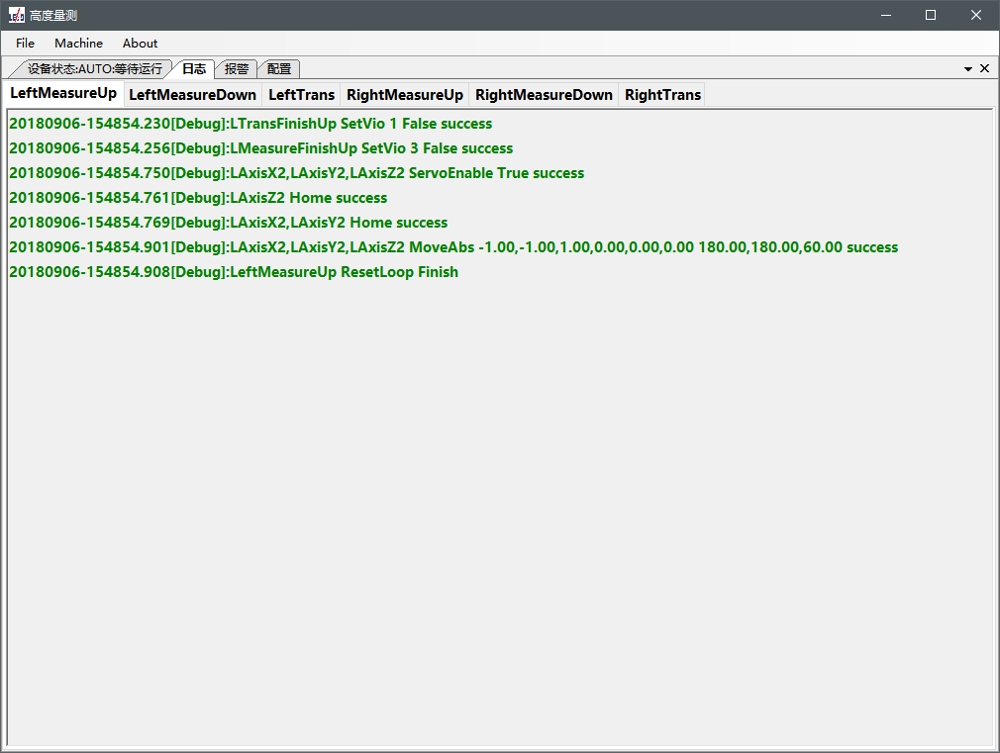 高度量测
File Machine About
设备状态:AUTO:等待运行 日志 报警 配置
LeftMeasureUp LeftMeasureDown LeftTrans RightMeasureUp RightMeasureDown RightTrans
20180906-154854.230[Debug]:LTransFinishUp SetVio 1 False success
20180906-154854.256[Debug]:LMeasureFinishUp SetVio 3 False success
20180906-154854.750[Debug]:LAxisX2,LAxisY2,LAxisZ2 ServoEnable True success
20180906-154854.761[Debug]:LAxisZ2 Home success
20180906-154854.769[Debug]:LAxisX2,LAxisY2 Home success
20180906-154854.901[Debug]:LAxisX2,LAxisY2,LAxisZ2 MoveAbs -1.00,-1.00,1.00,0.00,0.00,0.00 180.00,180.00,60.00 success
20180906-154854.908[Debug]:LeftMeasureUp ResetLoop Finish